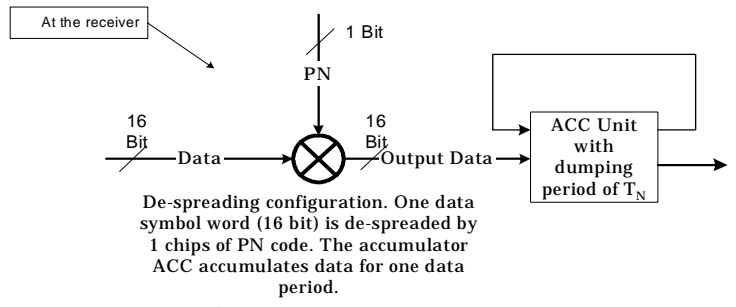 At the receiver
1 Bit
PN
16
Bit
Data
16
Bit
Output Data
ACC Unit
with
dumping
period of T_N
De-spreading configuration. One data
symbol word (16 bit) is de-spreaded by
1 chips of PN code. The accumulator
ACC accumulates data for one data
period.